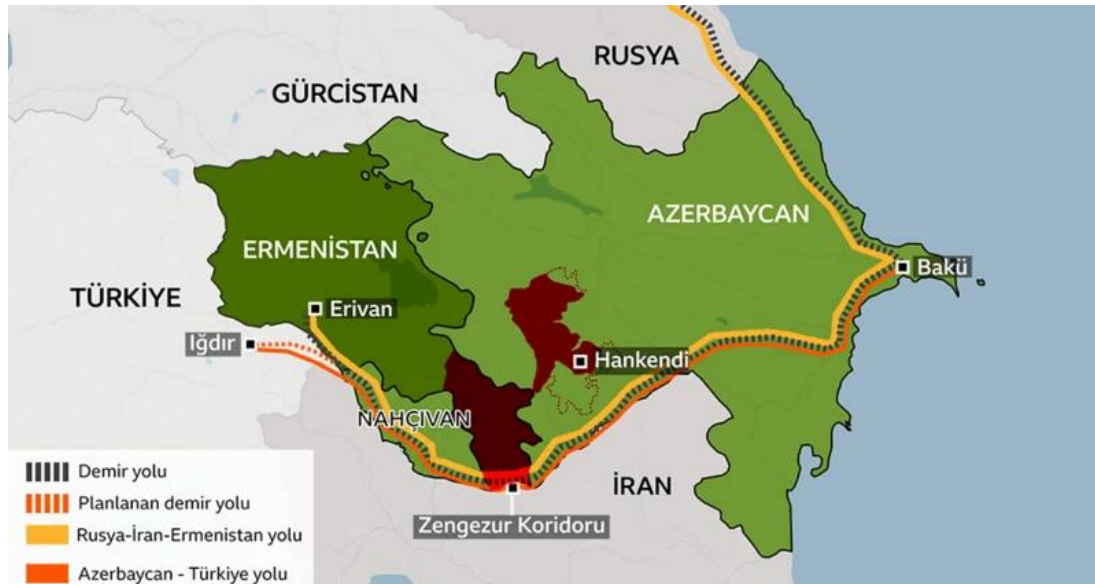 RUSYA
GÜRCİSTAN
AZERBAYCAN
ERMENİSTAN
Bakü
TÜRKİYE
Erivan
Iğdır
Hankendi
NAHÇIVAN
İRAN
Zengezur Koridoru
Demir yolu
Planlanan demir yolu
Rusya-İran-Ermenistan yolu
Azerbaycan - Türkiye yolu